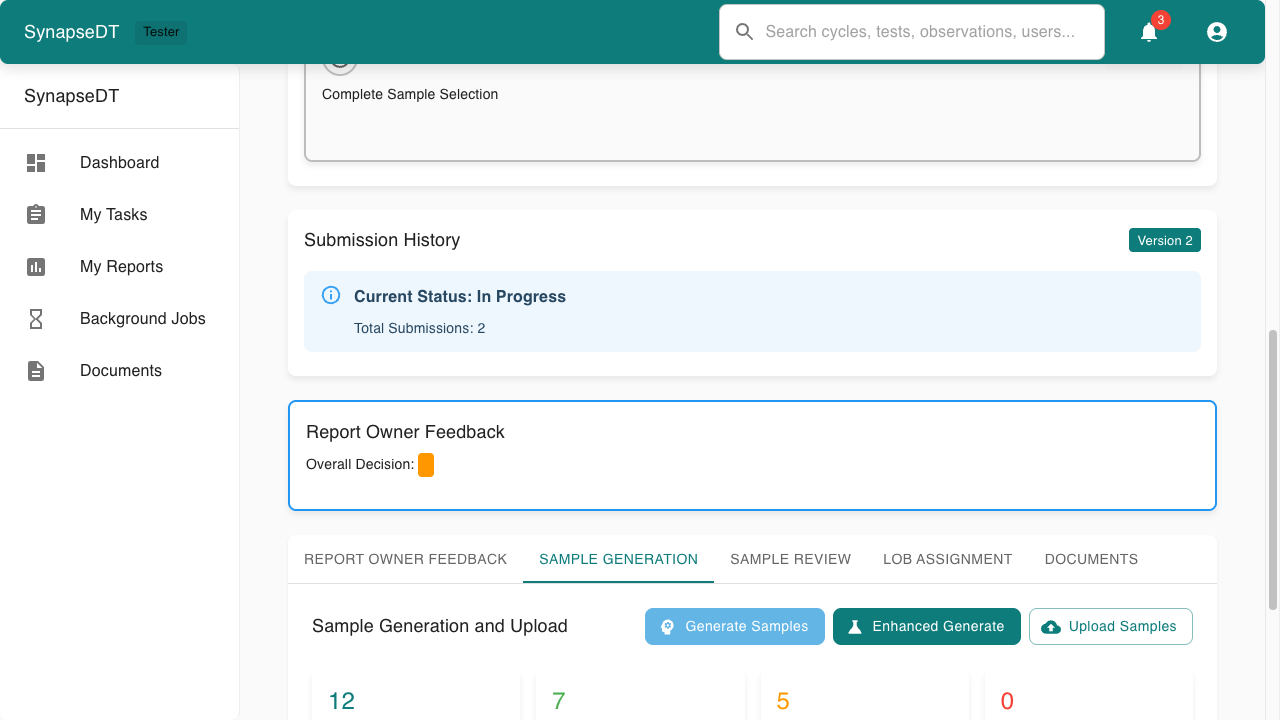 SynapseDT
Tester
Search cycles, tests, observations, users...
3
SynapseDT
Dashboard
My Tasks
My Reports
Background Jobs
Documents
Complete Sample Selection
Submission History
Version 2
Current Status: In Progress
Total Submissions: 2
Report Owner Feedback
Overall Decision:
REPORT OWNER FEEDBACK
SAMPLE GENERATION
SAMPLE REVIEW
LOB ASSIGNMENT
DOCUMENTS
Sample Generation and Upload
Generate Samples
Enhanced Generate
Upload Samples
12
7
5
0